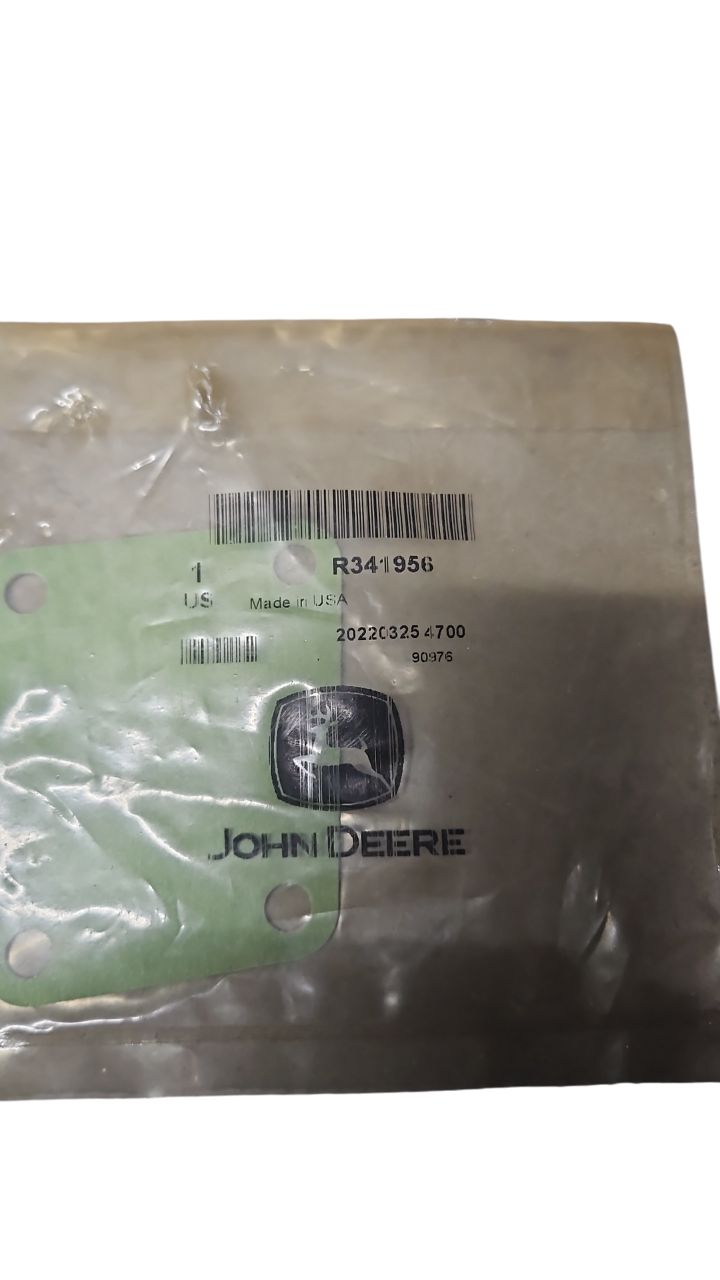 1 R341956
US Made in USA
20220325 4700
90976
JOHN DEERE